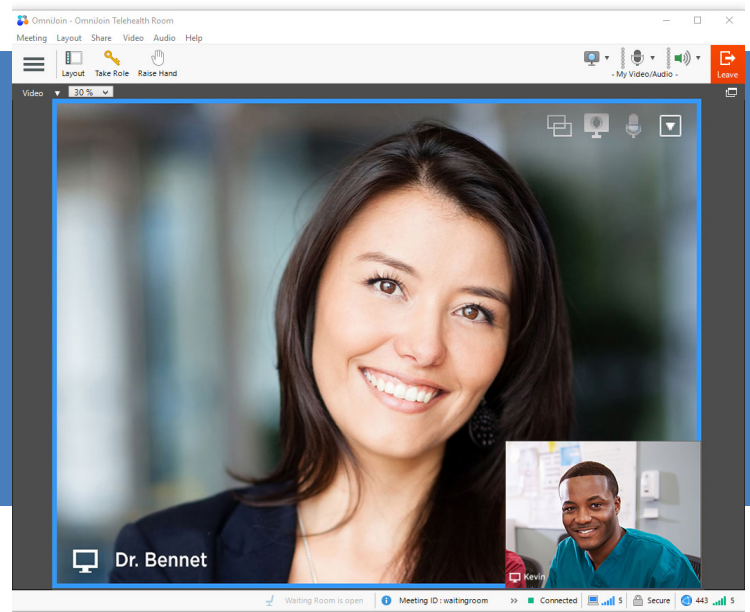 OmniJoin - OmniJoin Telehealth Room
Meeting Layout Share Video Audio Help
Layout Take Role Raise Hand - My Video/Audio - Leave
Video 30 %
Dr. Bennet
Kevin
Waiting Room is open Meeting ID : waitingroom >> Connected 5 Secure 443 5